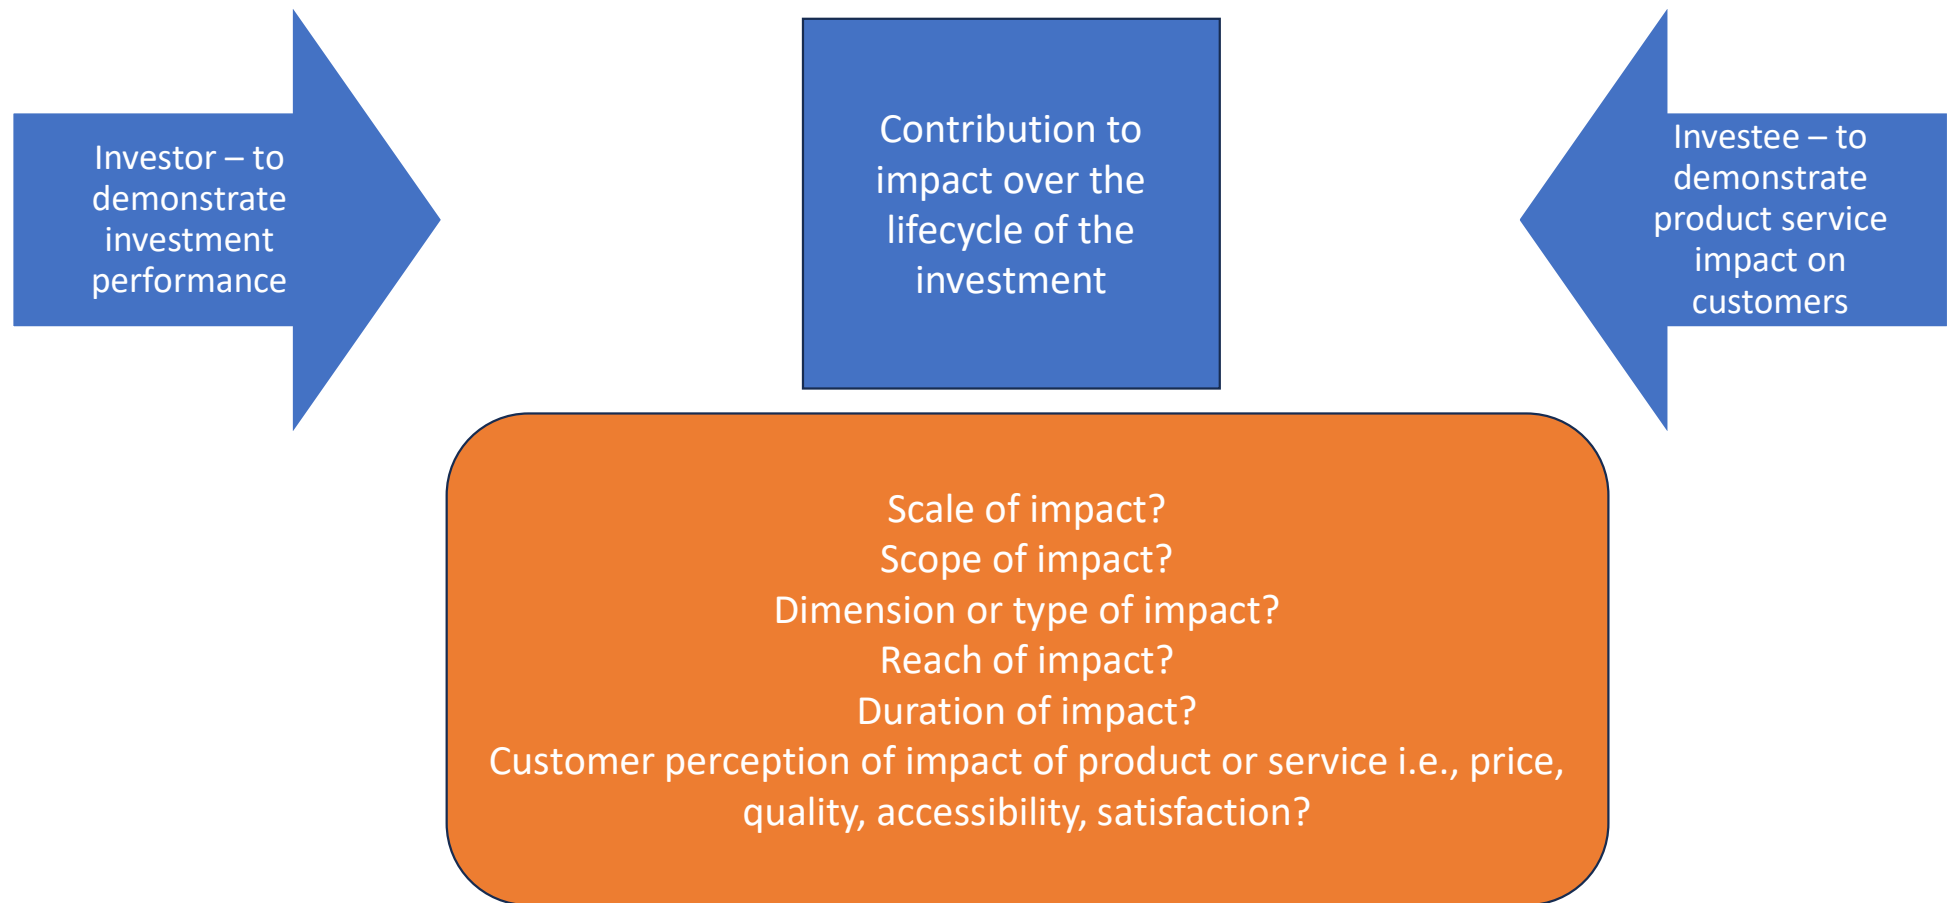 Investor – to
demonstrate
investment
performance
Contribution to
impact over the
lifecycle of the
investment
Investee – to
demonstrate
product service
impact on
customers
Scale of impact?
Scope of impact?
Dimension or type of impact?
Reach of impact?
Duration of impact?
Customer perception of impact of product or service i.e., price,
quality, accessibility, satisfaction?